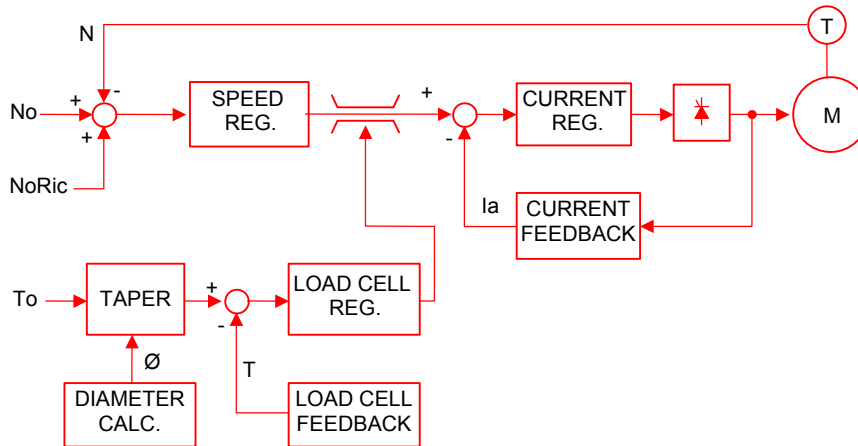 N
T
-
No
+
+
SPEED
REG.
+
-
CURRENT
REG.
M
NoRic
Ia
CURRENT
FEEDBACK
To
TAPER
+
-
LOAD CELL
REG.
Ø
T
DIAMETER
CALC.
LOAD CELL
FEEDBACK